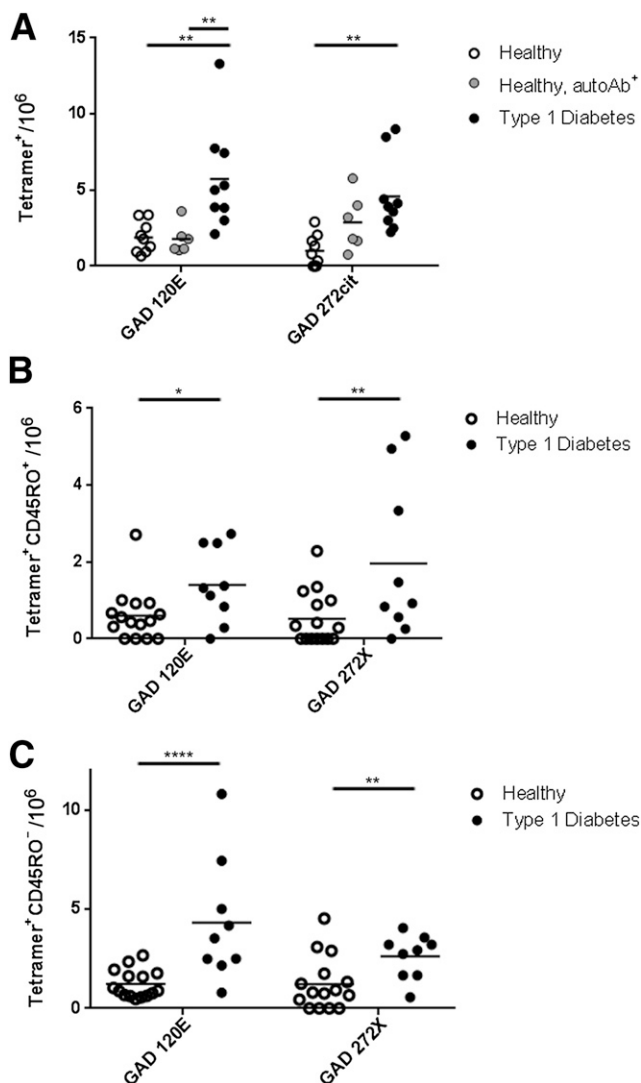 A
**
**
**
15
10
5
0
Tetramer⁺/10⁶
GAD 120E
GAD 272cit
Healthy
Healthy, autoAb⁺
Type 1 Diabetes
B
*
**
6
4
2
0
Tetramer⁺ CD45RO⁺ /10⁶
GAD 120E
GAD 272X
Healthy
Type 1 Diabetes
C
****
**
10
5
0
Tetramer⁺ CD45RO⁻ /10⁶
GAD 120E
GAD 272X
Healthy
Type 1 Diabetes